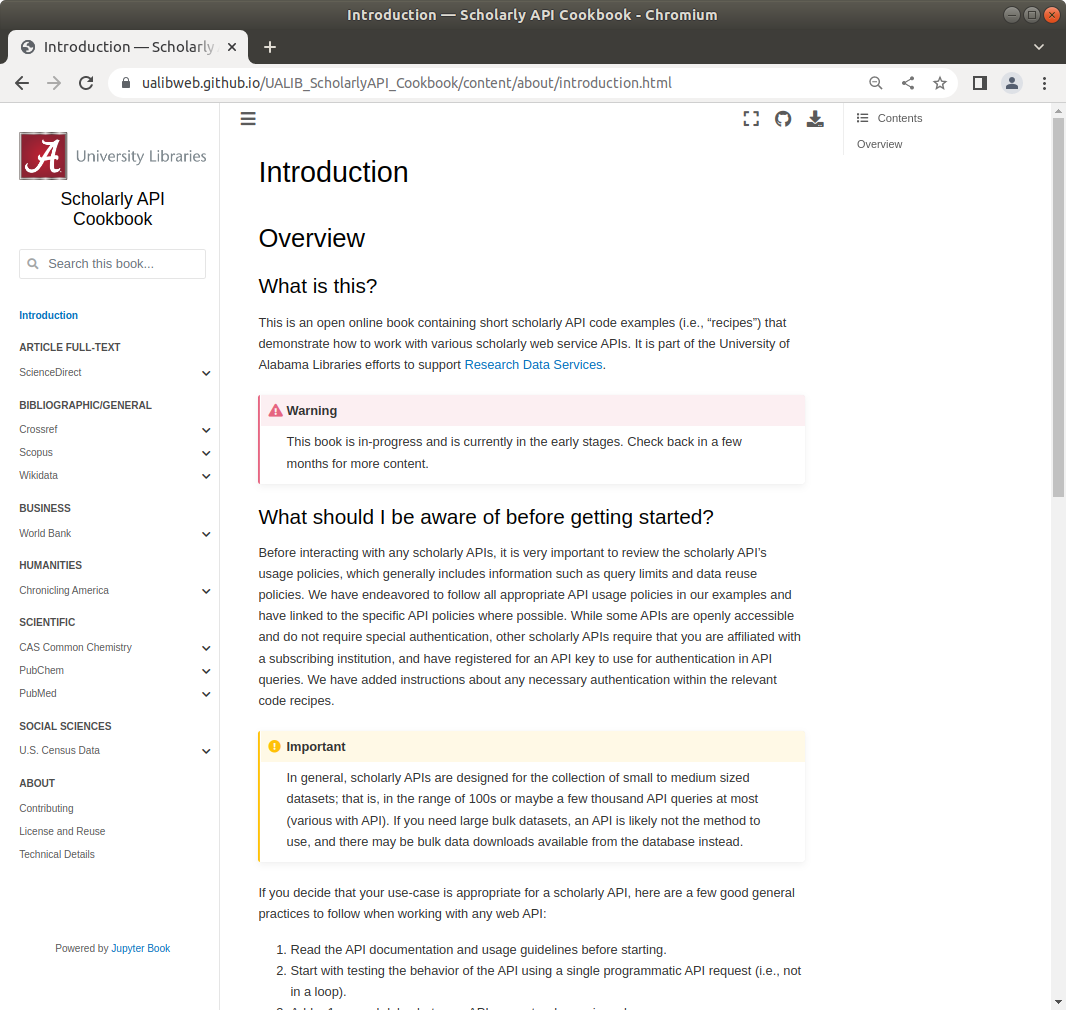 Introduction — Scholarly API Cookbook - Chromium
Introduction — Scholarly
ualibweb.github.io/UALIB_ScholarlyAPI_Cookbook/content/about/introduction.html
University Libraries
Scholarly API
Cookbook
Search this book...
Introduction
ARTICLE FULL-TEXT
ScienceDirect
BIBLIOGRAPHIC/GENERAL
Crossref
Scopus
Wikidata
BUSINESS
World Bank
HUMANITIES
Chronicling America
SCIENTIFIC
CAS Common Chemistry
PubChem
PubMed
SOCIAL SCIENCES
U.S. Census Data
ABOUT
Contributing
License and Reuse
Technical Details
Powered by Jupyter Book
Introduction
Overview
What is this?
This is an open online book containing short scholarly API code examples (i.e., “recipes”) that
demonstrate how to work with various scholarly web service APIs. It is part of the University of
Alabama Libraries efforts to support Research Data Services.
Warning
This book is in-progress and is currently in the early stages. Check back in a few
months for more content.
What should I be aware of before getting started?
Before interacting with any scholarly APIs, it is very important to review the scholarly API’s
usage policies, which generally includes information such as query limits and data reuse
policies. We have endeavored to follow all appropriate API usage policies in our examples and
have linked to the specific API policies where possible. While some APIs are openly accessible
and do not require special authentication, other scholarly APIs require that you are affiliated with
a subscribing institution, and have registered for an API key to use for authentication in API
queries. We have added instructions about any necessary authentication within the relevant
code recipes.
Important
In general, scholarly APIs are designed for the collection of small to medium sized
datasets; that is, in the range of 100s or maybe a few thousand API queries at most
(various with API). If you need large bulk datasets, an API is likely not the method to
use, and there may be bulk data downloads available from the database instead.
If you decide that your use-case is appropriate for a scholarly API, here are a few good general
practices to follow when working with any web API:
1. Read the API documentation and usage guidelines before starting.
2. Start with testing the behavior of the API using a single programmatic API request (i.e., not
in a loop).
Contents
Overview